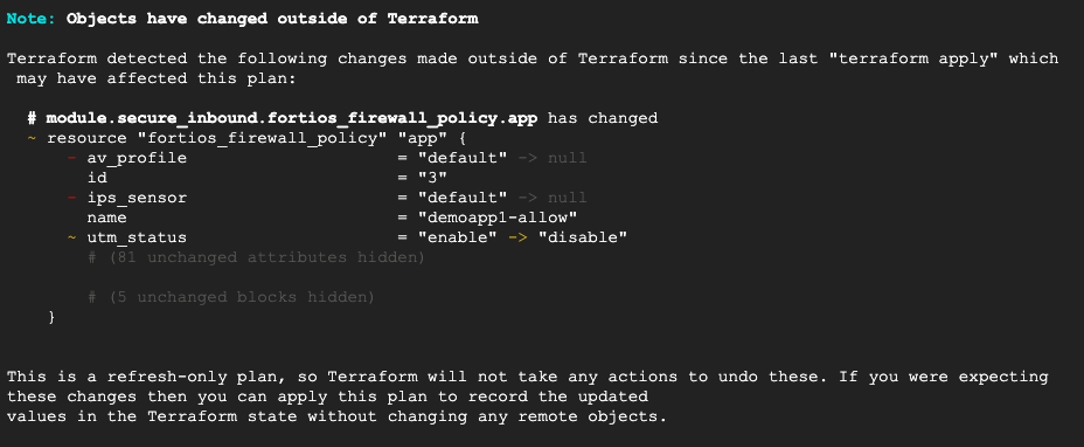 Note: Objects have changed outside of Terraform
Terraform detected the following changes made outside of Terraform since the last "terraform apply" which
may have affected this plan:
# module.secure_inbound.fortios_firewall_policy.app has changed
~ resource "fortios_firewall_policy" "app" {
- av_profile = "default" -> null
id = "3"
- ips_sensor = "default" -> null
name = "demoapp1-allow"
~ utm_status = "enable" -> "disable"
# (81 unchanged attributes hidden)
# (5 unchanged blocks hidden)
}
This is a refresh-only plan, so Terraform will not take any actions to undo these. If you were expecting
these changes then you can apply this plan to record the updated
values in the Terraform state without changing any remote objects.